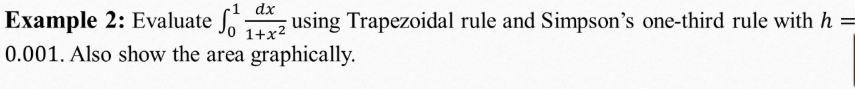 Example 2: Evaluate ∫₀¹ dx/(1+x²) using Trapezoidal rule and Simpson’s one-third rule with h =
0.001. Also show the area graphically.